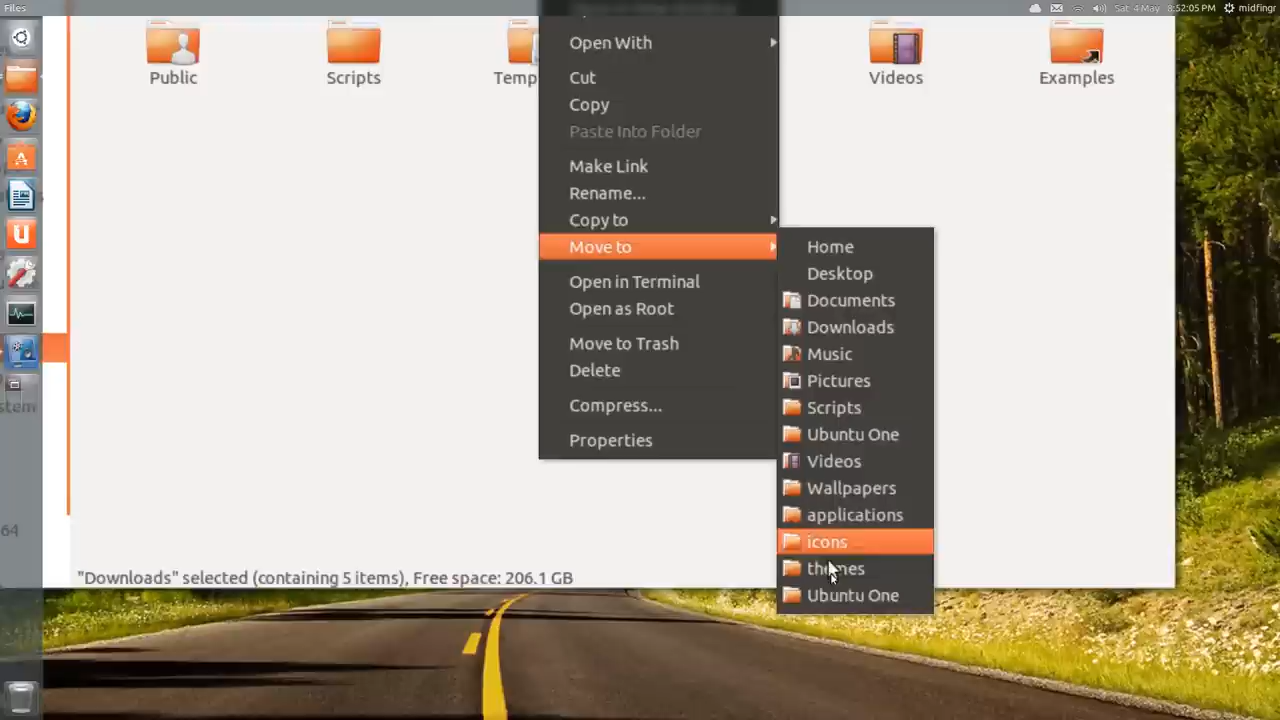 Files
Sat 4 May 8:52:05 PM midfingr
Public
Scripts
Temp
Videos
Examples
Open With
Cut
Copy
Paste Into Folder
Make Link
Rename...
Copy to
Move to
Open in Terminal
Open as Root
Move to Trash
Delete
Compress...
Properties
Home
Desktop
Documents
Downloads
Music
Pictures
Scripts
Ubuntu One
Videos
Wallpapers
applications
icons
themes
Ubuntu One
stem
64
"Downloads" selected (containing 5 items), Free space: 206.1 GB